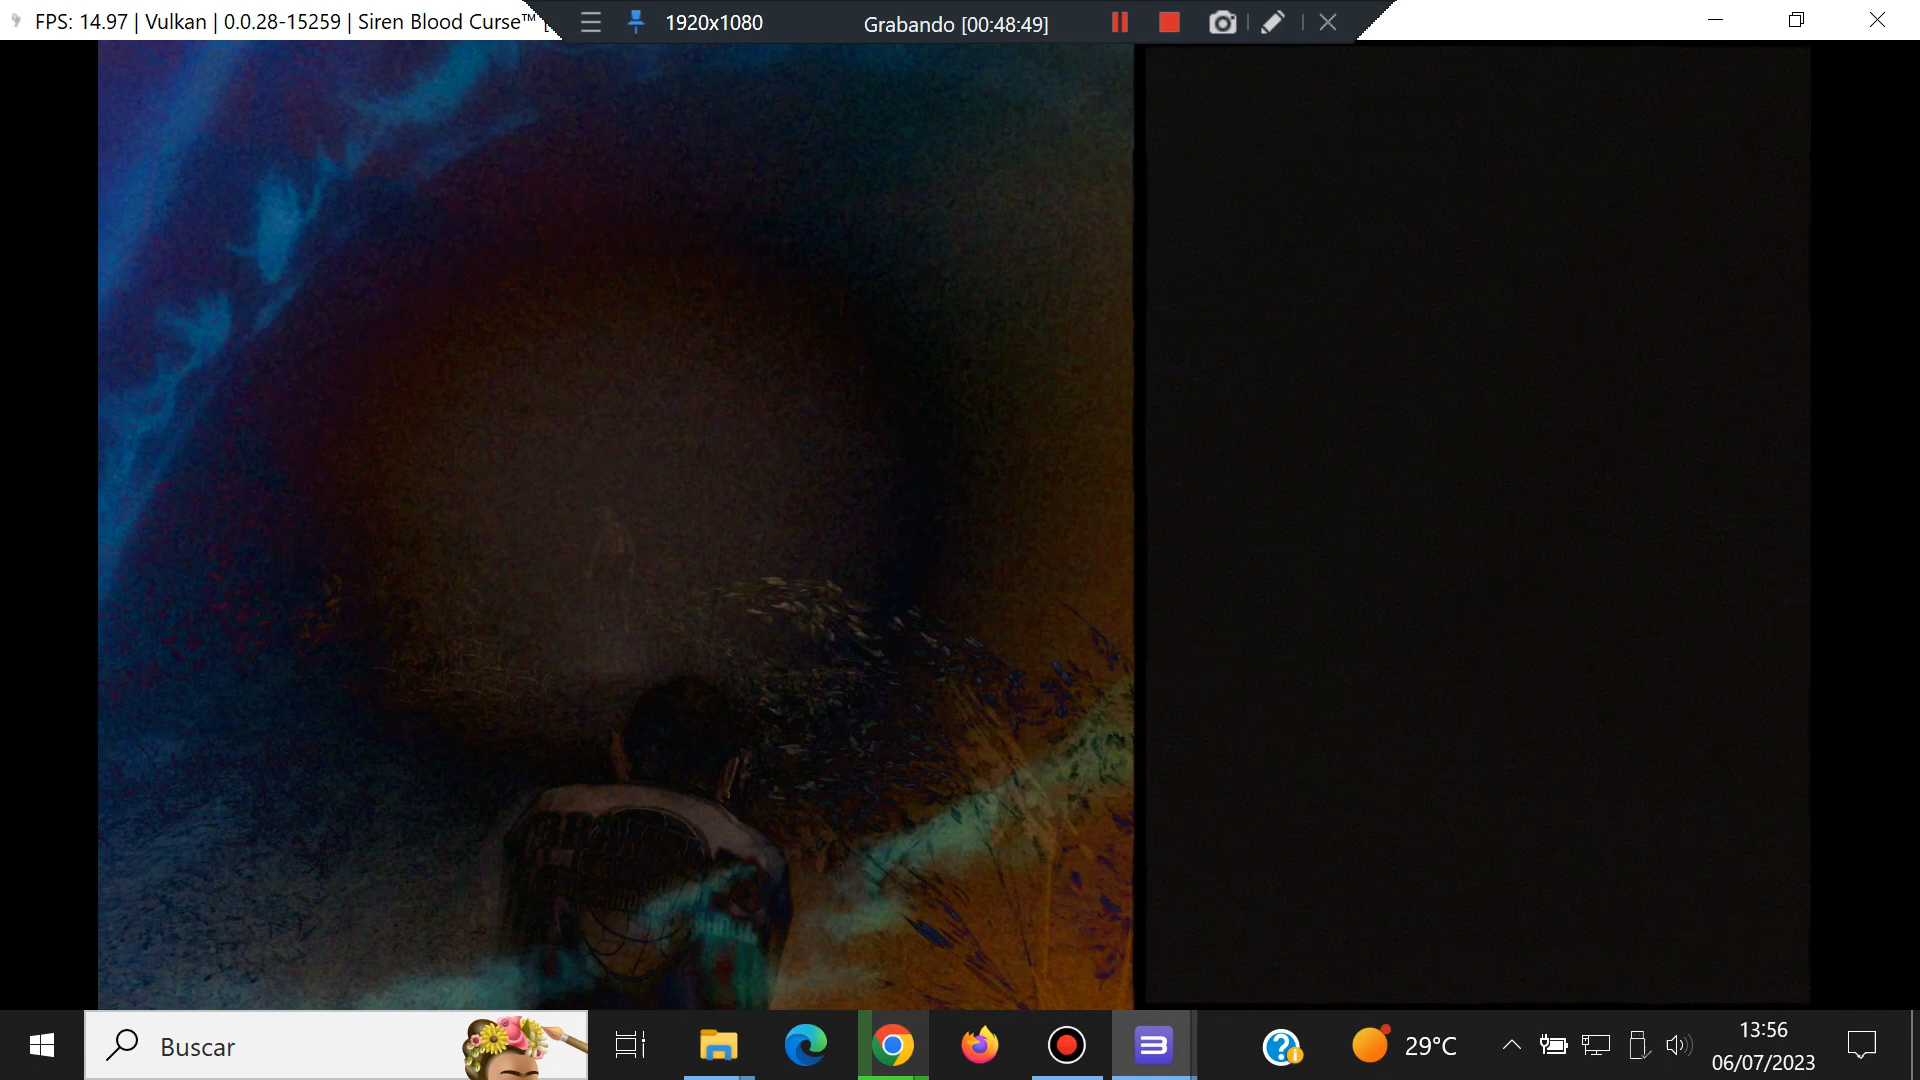 FPS: 14.97 | Vulkan | 0.0.28-15259 | Siren Blood Curse™ [
1920x1080
Grabando [00:48:49]
Buscar
29°C
13:56
06/07/2023